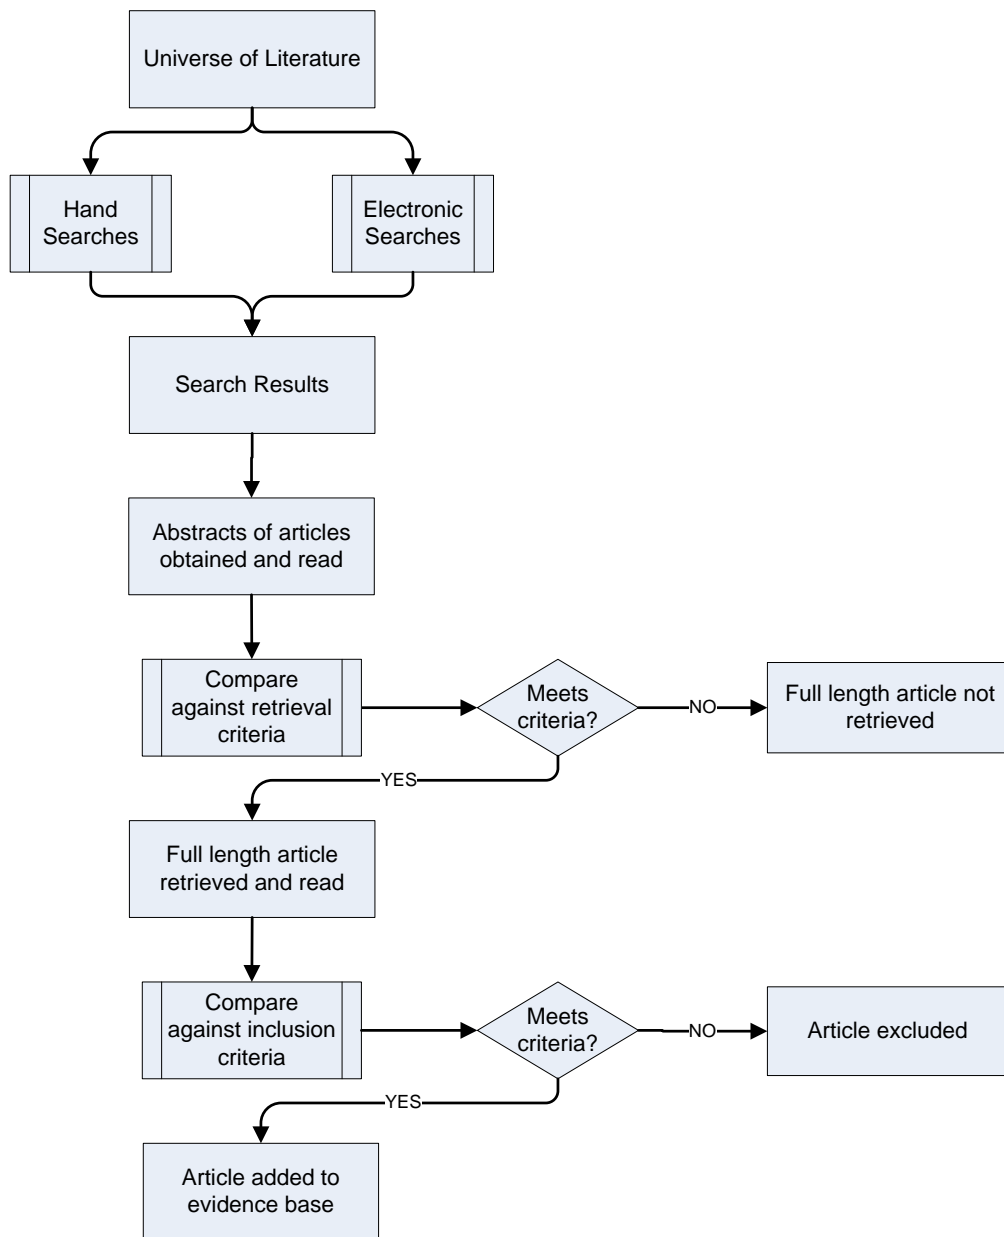 Universe of Literature
Hand
Searches
Electronic
Searches
Search Results
Abstracts of articles
obtained and read
Compare
against retrieval
criteria
Meets
criteria?
NO
Full length article not
retrieved
YES
Full length article
retrieved and read
Compare
against inclusion
criteria
Meets
criteria?
NO
Article excluded
YES
Article added to
evidence base